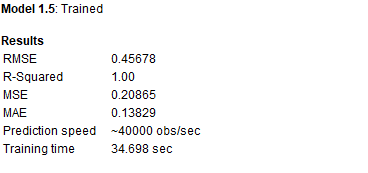 Model 1.5: Trained
Results
RMSE 0.45678
R-Squared 1.00
MSE 0.20865
MAE 0.13829
Prediction speed ~40000 obs/sec
Training time 34.698 sec